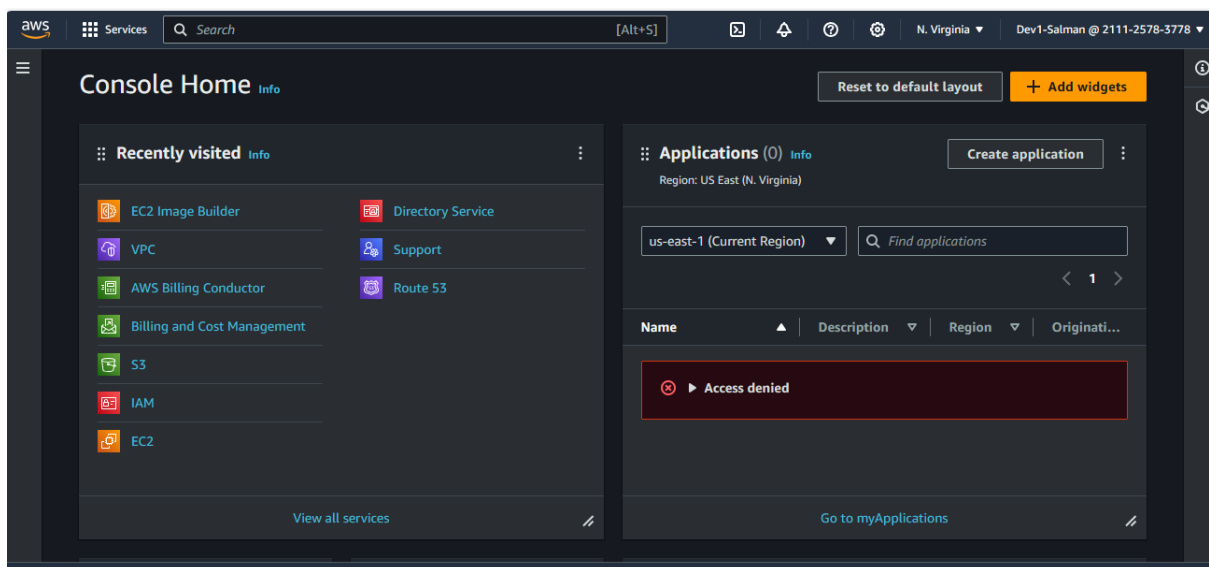 aws Services Search [Alt+S] N. Virginia Dev1-Salman @ 2111-2578-3778
Console Home Info
Reset to default layout
+ Add widgets
Recently visited Info
EC2 Image Builder
VPC
AWS Billing Conductor
Billing and Cost Management
S3
IAM
EC2
Directory Service
Support
Route 53
View all services
Applications (0) Info
Region: US East (N. Virginia)
Create application
us-east-1 (Current Region)
Find applications
1
Name Description Region Originati...
Access denied
Go to myApplications